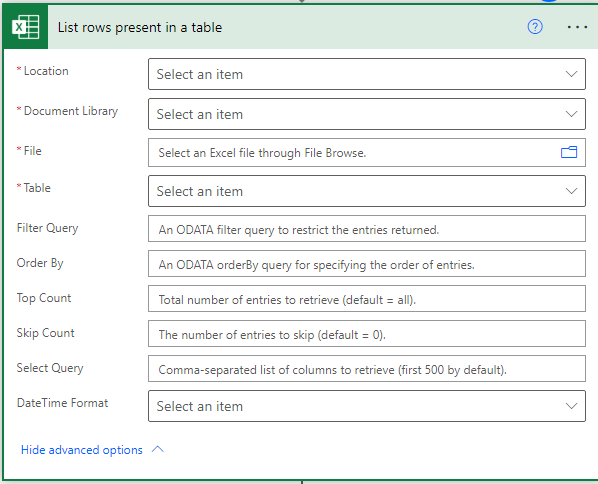 List rows present in a table
* Location
Select an item
* Document Library
Select an item
* File
Select an Excel file through File Browse.
* Table
Select an item
Filter Query
An ODATA filter query to restrict the entries returned.
Order By
An ODATA orderBy query for specifying the order of entries.
Top Count
Total number of entries to retrieve (default = all).
Skip Count
The number of entries to skip (default = 0).
Select Query
Comma-separated list of columns to retrieve (first 500 by default).
DateTime Format
Select an item
Hide advanced options